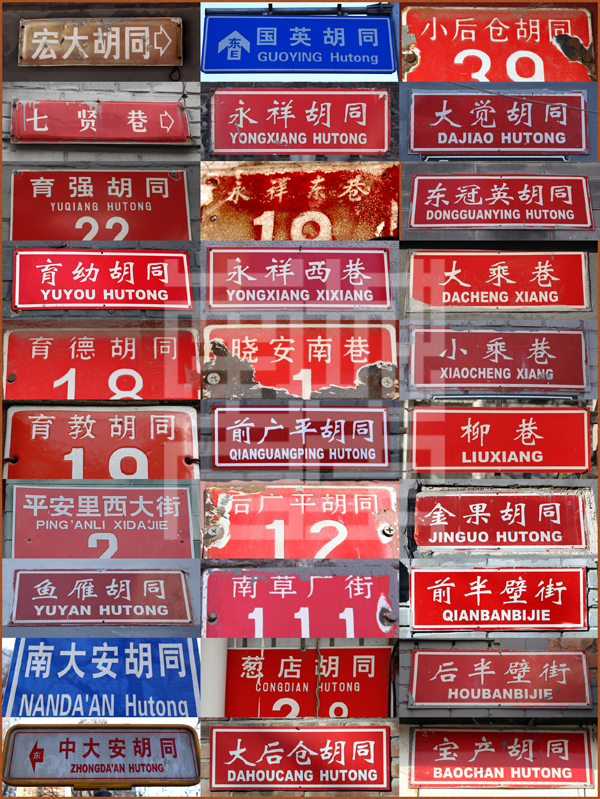 宏大胡同
国英胡同
东
E
GUOYING Hutong
小后仓胡同
39
七贤巷
永祥胡同
YONGXIANG HUTONG
大觉胡同
DAJIAO HUTONG
育强胡同
YUQIANG HUTONG
22
永祥东巷
19
东冠英胡同
DONGGUANYING HUTONG
育幼胡同
YUYOU HUTONG
永祥西巷
YONGXIANG XIXIANG
大乘巷
DACHENG XIANG
育德胡同
18
晓安南巷
1
小乘巷
XIAOCHENG XIANG
育教胡同
19
前广平胡同
QIANGUANGPING HUTONG
柳巷
LIUXIANG
平安里西大街
PING'ANLI XIDAJIE
2
后广平胡同
12
金果胡同
JINGUO HUTONG
鱼雁胡同
YUYAN HUTONG
南草厂街
111
前半壁街
QIANBANBIJIE
南大安胡同
NANDA'AN Hutong
葱店胡同
CONGDIAN HUTONG
后半壁街
HOUBANBIJIE
东
中大安胡同
ZHONGDA'AN HUTONG
大后仓胡同
DAHOUCANG HUTONG
宝产胡同
BAOCHAN HUTONG